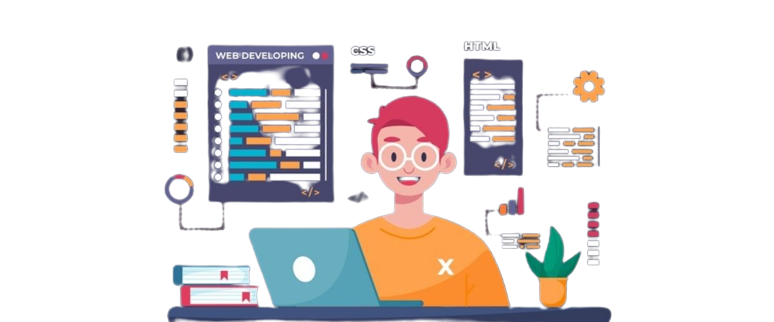 CSS
HTML
WEB DEVELOPING
< >
< >
</>
</>
X